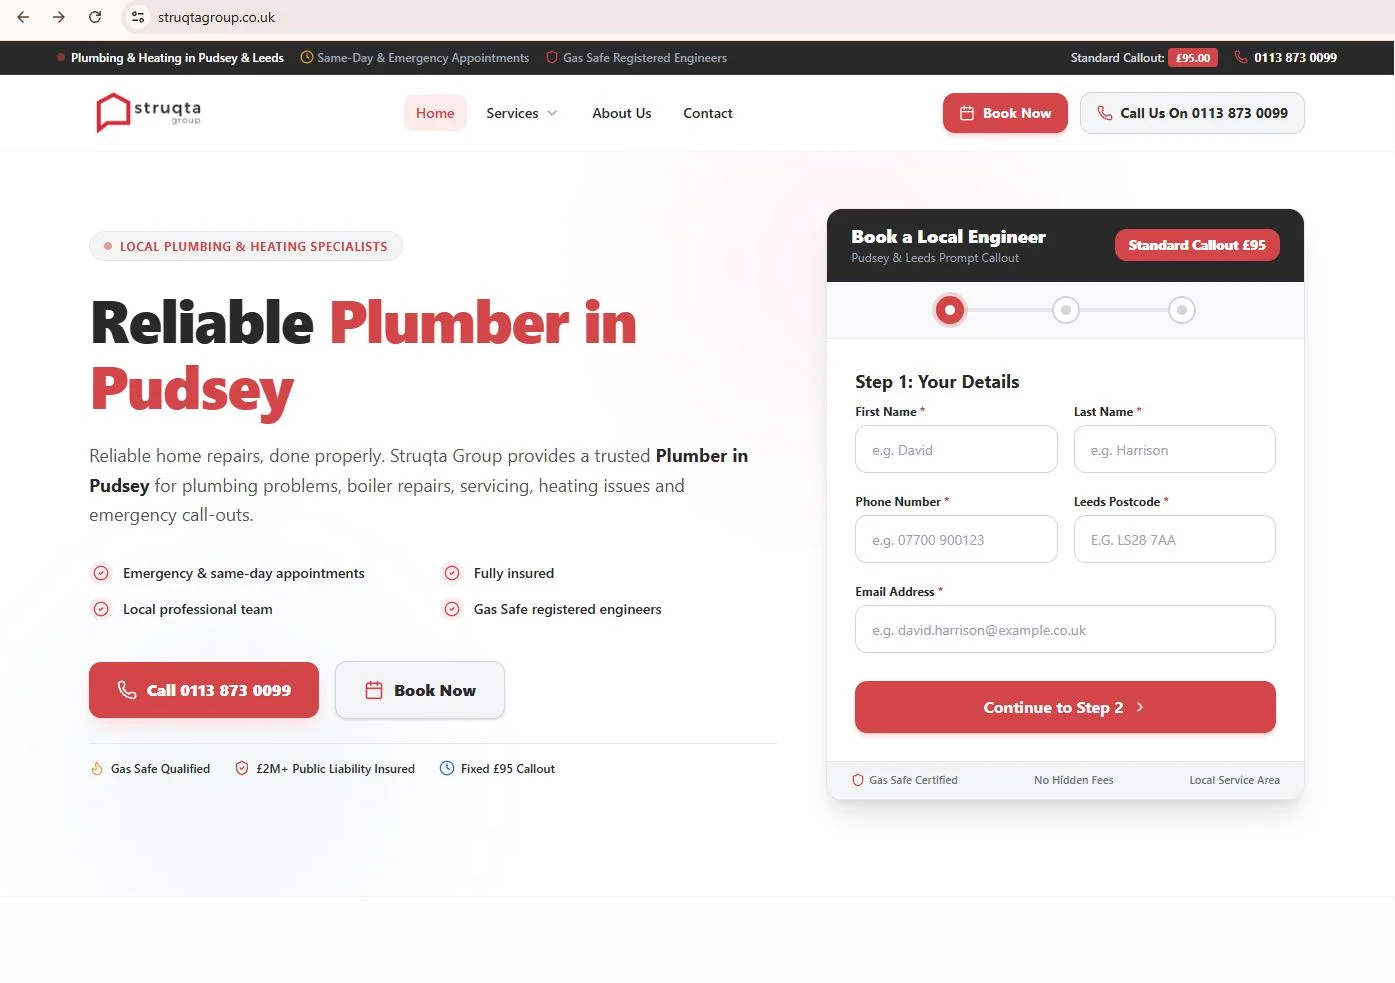 struqtagroup.co.uk
Plumbing & Heating in Pudsey & Leeds Same-Day & Emergency Appointments Gas Safe Registered Engineers Standard Callout: £95.00 0113 873 0099
struqta
group
Home Services About Us Contact Book Now Call Us On 0113 873 0099
LOCAL PLUMBING & HEATING SPECIALISTS
Reliable Plumber in
Pudsey
Reliable home repairs, done properly. Struqta Group provides a trusted Plumber in
Pudsey for plumbing problems, boiler repairs, servicing, heating issues and
emergency call-outs.
Emergency & same-day appointments Fully insured
Local professional team Gas Safe registered engineers
Call 0113 873 0099 Book Now
Gas Safe Qualified £2M+ Public Liability Insured Fixed £95 Callout
Book a Local Engineer
Pudsey & Leeds Prompt Callout
Standard Callout £95
Step 1: Your Details
First Name * Last Name *
e.g. David e.g. Harrison
Phone Number * Leeds Postcode *
e.g. 07700 900123 E.G. LS28 7AA
Email Address *
e.g. david.harrison@example.co.uk
Continue to Step 2
Gas Safe Certified No Hidden Fees Local Service Area